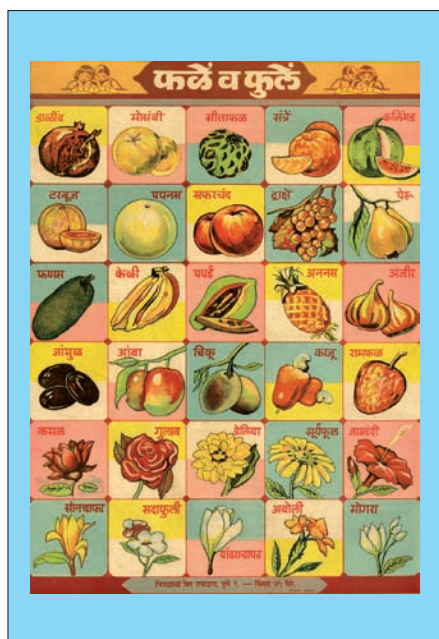 फळें व फुलें
डाळींब
मोसंबी
सीताफळ
संत्रें
कलिंगड
टरबूज
पपनस
सफरचंद
द्राक्षें
पेरू
फणस
केळी
पपई
अननस
अंजीर
जांभुळ
आंबा
चिकू
काजू
रामफळ
कमळ
गुलाब
डेलिया
सूर्यफूल
जास्वंदी
सोनचाफा
सदाफुली
पांढराचाफा
अबोली
मोगरा